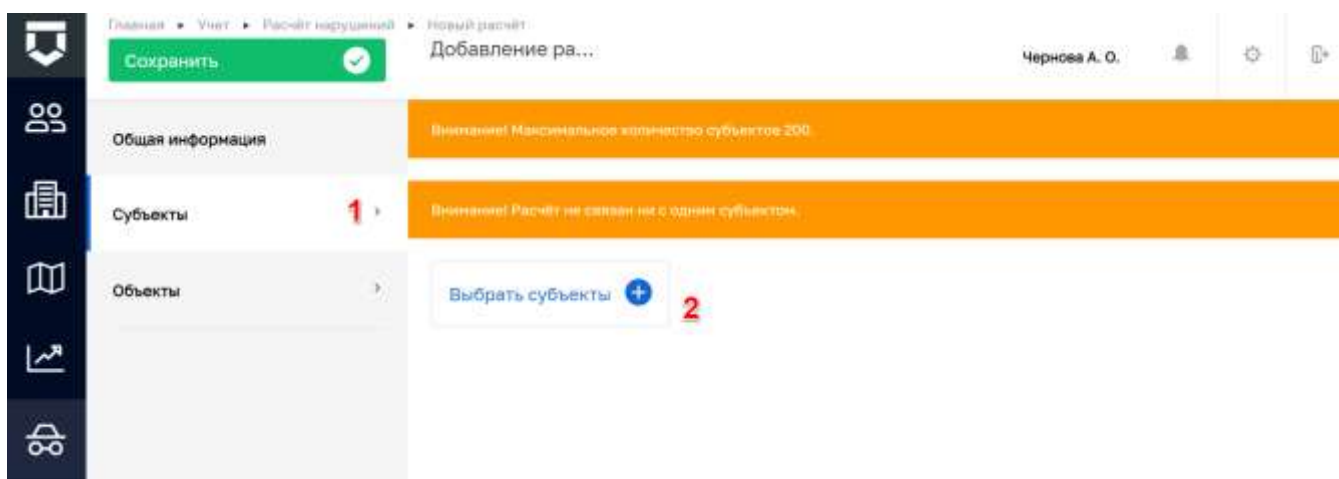 Главная ▸ Учет ▸ Расчёт нарушений ▸ Новый расчёт
Сохранить
Добавление ра...
Чернова А. О.
Общая информация
Внимание! Максимальное количество субъектов 200.
Субъекты
1
Внимание! Расчёт не связан ни с одним субъектом.
Объекты
Выбрать субъекты
2